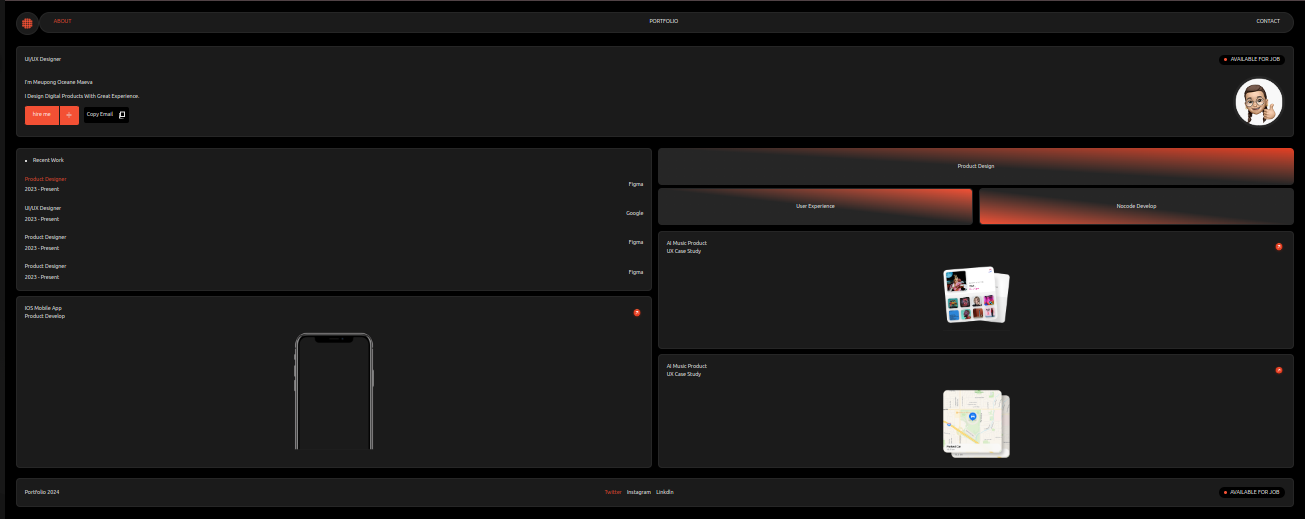 ABOUT
PORTFOLIO
CONTACT
UI/UX Designer
AVAILABLE FOR JOB
I'm Meupong Oceane Maeva
I Design Digital Products With Great Experience.
hire me
+
Copy Email
Recent Work
Product Designer
2023 - Present
Figma
UI/UX Designer
2023 - Present
Google
Product Designer
2023 - Present
Figma
Product Designer
2023 - Present
Figma
Product Design
User Experience
Nocode Develop
AI Music Product
UX Case Study
IOS Mobile App
Product Develop
AI Music Product
UX Case Study
Portfolio 2024
Twitter Instagram LinkdIn
AVAILABLE FOR JOB